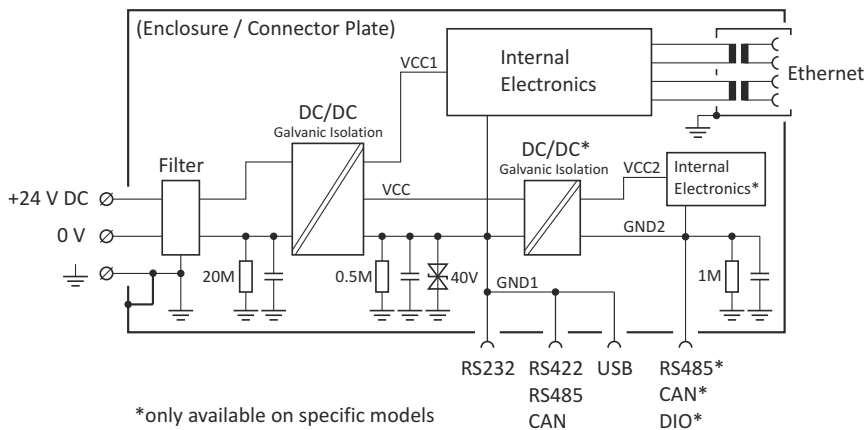 (Enclosure / Connector Plate)
Internal
Electronics
Ethernet
VCC1
DC/DC
Galvanic Isolation
Filter
DC/DC*
Galvanic Isolation
VCC2
Internal
Electronics*
+24 V DC
VCC
0 V
GND2
20M
0.5M
40V
1M
GND1
RS232
RS422
RS485
CAN
USB
RS485*
CAN*
DIO*
*only available on specific models